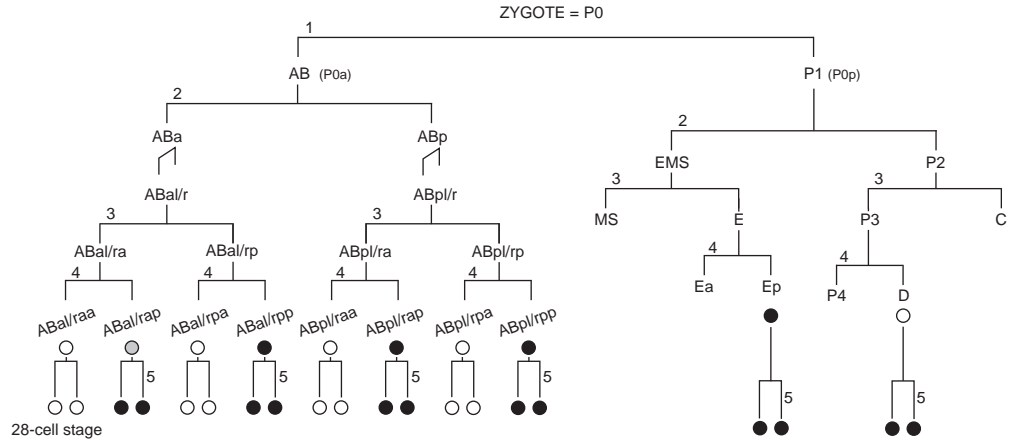 ZYGOTE = P0
1
AB (P0a)
P1 (P0p)
2
2
ABa
ABp
EMS
P2
3
3
ABal/r
ABpl/r
MS
E
P3
C
3
3
4
4
ABal/ra
ABal/rp
ABpl/ra
ABpl/rp
4
4
4
4
Ea
Ep
P4
D
ABal/raa
ABal/rap
ABal/rpa
ABal/rpp
ABpl/raa
ABpl/rap
ABpl/rpa
ABpl/rpp
5
5
5
5
5
5
28-cell stage